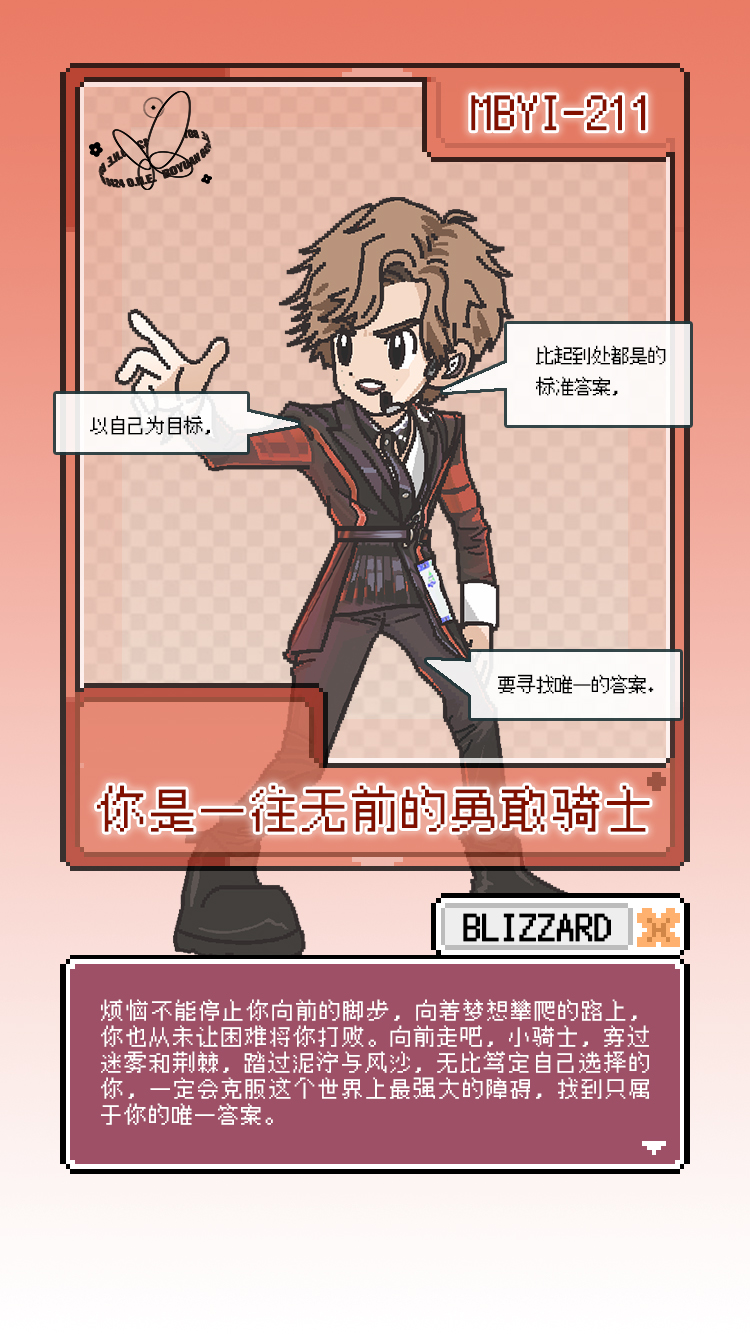 MBYI-211
比起到处都是的
标准答案，
以自己为目标，
要寻找唯一的答案.
你是一往无前的勇敢骑士
BLIZZARD
烦恼不能停止你向前的脚步，向着梦想攀爬的路上，
你也从未让困难将你打败。向前走吧，小骑士，穿过
迷雾和荆棘，踏过泥泞与风沙，无比笃定自己选择的
你，一定会克服这个世界上最强大的障碍，找到只属
于你的唯一答案。